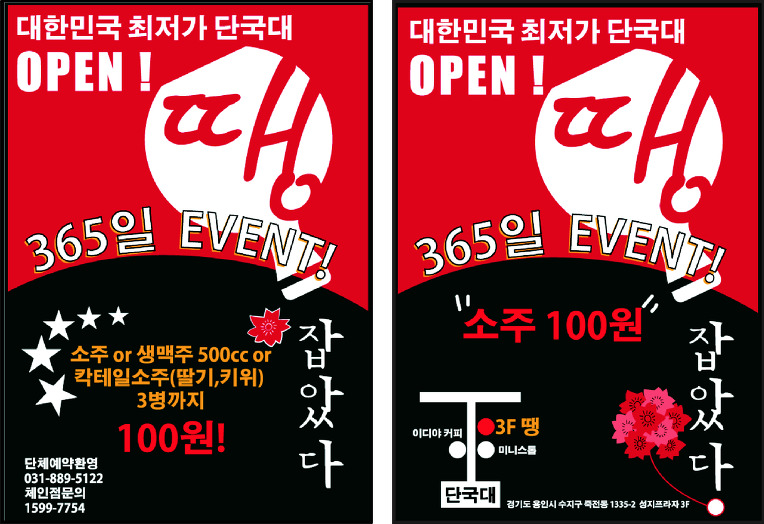 대한민국 최저가 단국대
OPEN !
땡
365일 EVENT!
잡았다
소주 or 생맥주 500cc or
칵테일소주(딸기,키위)
3병까지
100원!
단체예약환영
031-889-5122
체인점문의
1599-7754
대한민국 최저가 단국대
OPEN !
땡
365일 EVENT!
"소주 100원"
잡았다
이디야 커피
3F 땡
미니스톱
단국대
경기도 용인시 수지구 죽전동 1335-2 성지프라자 3F